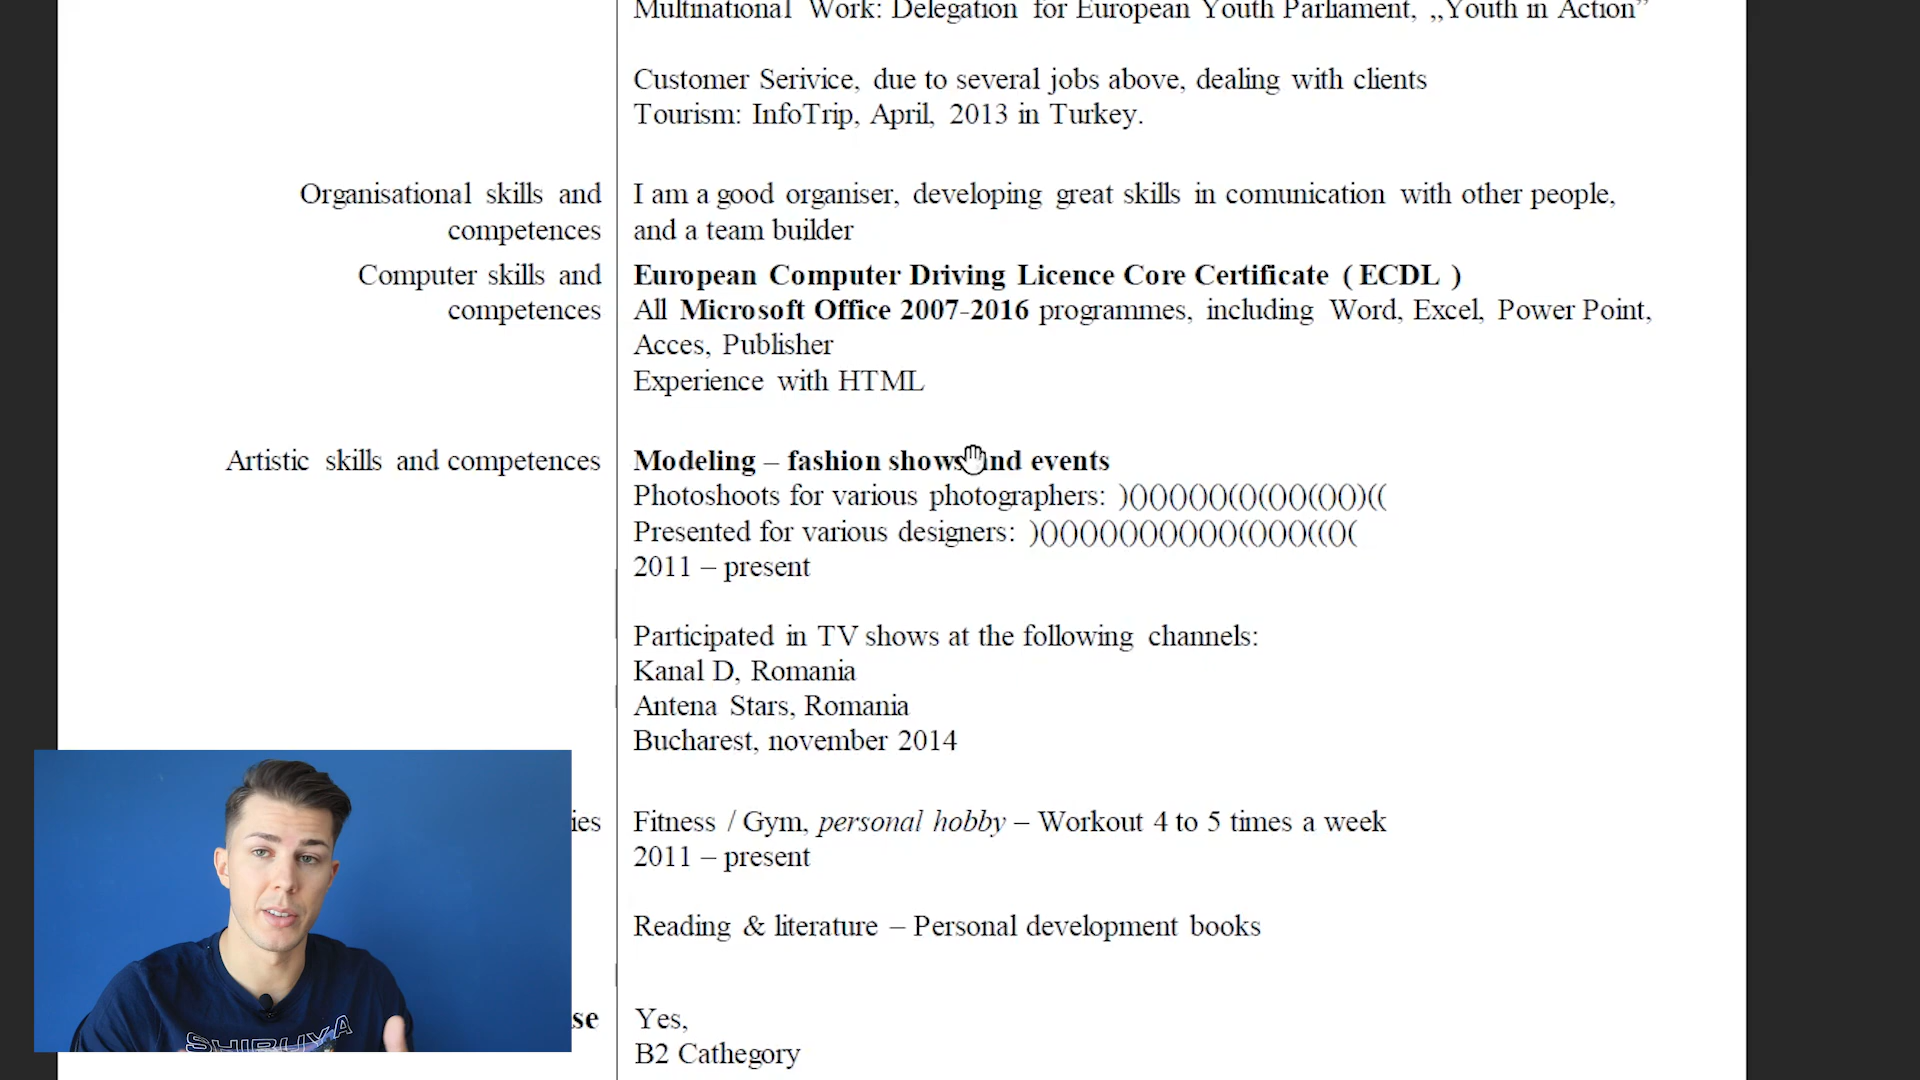 Multinational Work: Delegation for European Youth Parliament, „Youth in Action”
Customer Serivice, due to several jobs above, dealing with clients
Tourism: InfoTrip, April, 2013 in Turkey.
Organisational skills and
competences
I am a good organiser, developing great skills in comunication with other people,
and a team builder
Computer skills and
competences
European Computer Driving Licence Core Certificate ( ECDL )
All Microsoft Office 2007-2016 programmes, including Word, Excel, Power Point,
Acces, Publisher
Experience with HTML
Artistic skills and competences
Modeling – fashion shows and events
Photoshoots for various photographers: )()()()()()(()(()()(()())((
Presented for various designers: )()()()()()()()()()()()(()()()((()(
2011 – present
Participated in TV shows at the following channels:
Kanal D, Romania
Antena Stars, Romania
Bucharest, november 2014
ies
Fitness / Gym, personal hobby – Workout 4 to 5 times a week
2011 – present
Reading & literature – Personal development books
se
Yes,
B2 Cathegory
SHIBUYA